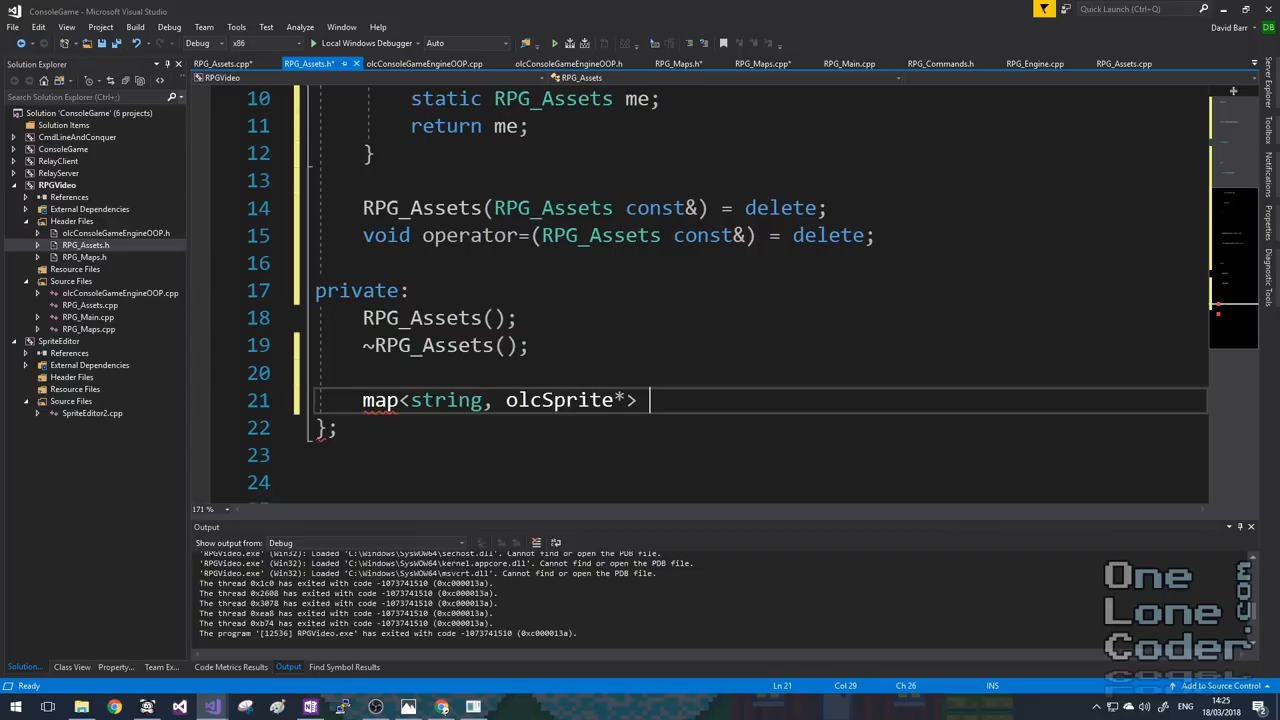 ConsoleGame - Microsoft Visual Studio
Quick Launch (Ctrl+Q)
File Edit View Project Build Debug Team Tools Test Analyze Window Help
David Barr DB
Debug x86 Local Windows Debugger Auto
Solution Explorer
RPG_Assets.cpp* RPG_Assets.h* olcConsoleGameEngineOOP.cpp olcConsoleGameEngineOOP.h RPG_Maps.h* RPG_Maps.cpp* RPG_Main.cpp RPG_Commands.h RPG_Engine.cpp RPG_Assets.cpp
RPGVideo RPG_Assets
Search Solution Explorer (Ctrl+;)
Solution 'ConsoleGame' (6 projects)
Solution Items
CmdLineAndConquer
ConsoleGame
RelayClient
RelayServer
RPGVideo
References
External Dependencies
Header Files
olcConsoleGameEngineOOP.h
RPG_Assets.h
RPG_Maps.h
Resource Files
Source Files
olcConsoleGameEngineOOP.cpp
RPG_Assets.cpp
RPG_Main.cpp
RPG_Maps.cpp
SpriteEditor
References
External Dependencies
Header Files
Resource Files
Source Files
SpriteEditor2.cpp
10 static RPG_Assets me;
11 return me;
12 }
13
14 RPG_Assets(RPG_Assets const&) = delete;
15 void operator=(RPG_Assets const&) = delete;
16
17 private:
18 RPG_Assets();
19 ~RPG_Assets();
20
21 map<string, olcSprite*>
22 };
23
24
171 %
Server Explorer
Toolbox
Notifications
Properties
Diagnostic Tools
Output
Show output from: Debug
'RPGVideo.exe' (Win32): Loaded 'C:\Windows\SysWOW64\sechost.dll'. Cannot find or open the PDB file.
'RPGVideo.exe' (Win32): Loaded 'C:\Windows\SysWOW64\kernel.appcore.dll'. Cannot find or open the PDB file.
'RPGVideo.exe' (Win32): Loaded 'C:\Windows\SysWOW64\msvcrt.dll'. Cannot find or open the PDB file.
The thread 0x1c0 has exited with code -1073741510 (0xc000013a).
The thread 0x2608 has exited with code -1073741510 (0xc000013a).
The thread 0x3078 has exited with code -1073741510 (0xc000013a).
The thread 0xea8 has exited with code -1073741510 (0xc000013a).
The thread 0xb74 has exited with code -1073741510 (0xc000013a).
The program '[12536] RPGVideo.exe' has exited with code -1073741510 (0xc000013a).
One
Lone
Coder
.com
Solution... Class View Property... Team Ex... Code Metrics Results Output Find Symbol Results
Ready Ln 21 Col 29 Ch 26 INS Add to Source Control
14:25
18/03/2018